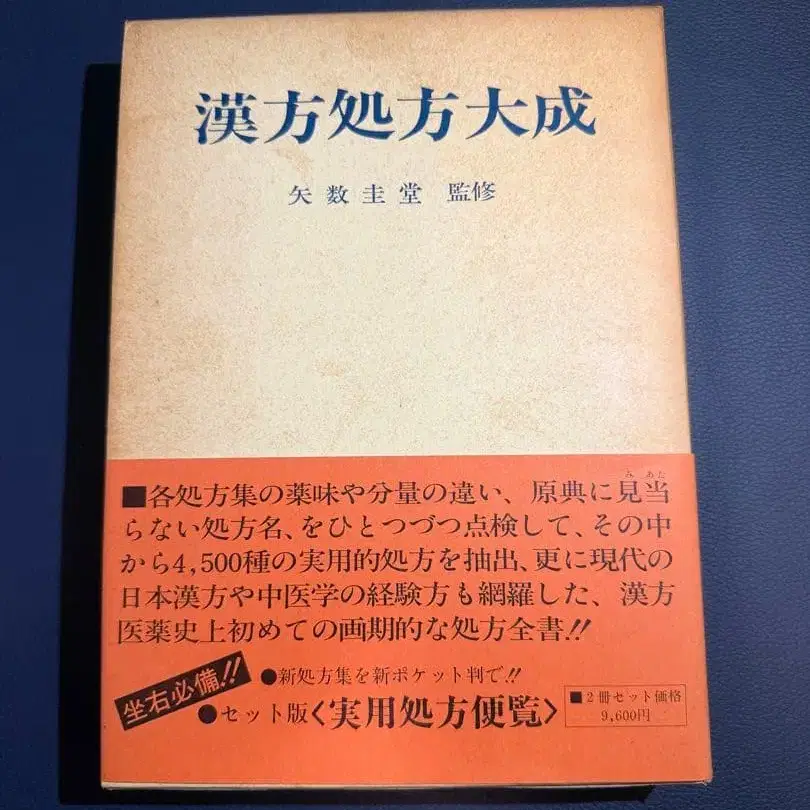 漢方処方大成
矢数圭堂 監修
みあた
■各処方集の薬味や分量の違い、原典に見当
らない処方名、をひとつづつ点検して、その中
から4,500種の実用的処方を抽出、更に現代の
日本漢方や中医学の経験方も網羅した、漢方
医薬史上初めての画期的な処方全書!!
坐右必備!!
●新処方集を新ポケット判で!!
●セット版〈実用処方便覧〉
■2冊セット価格
9,600円